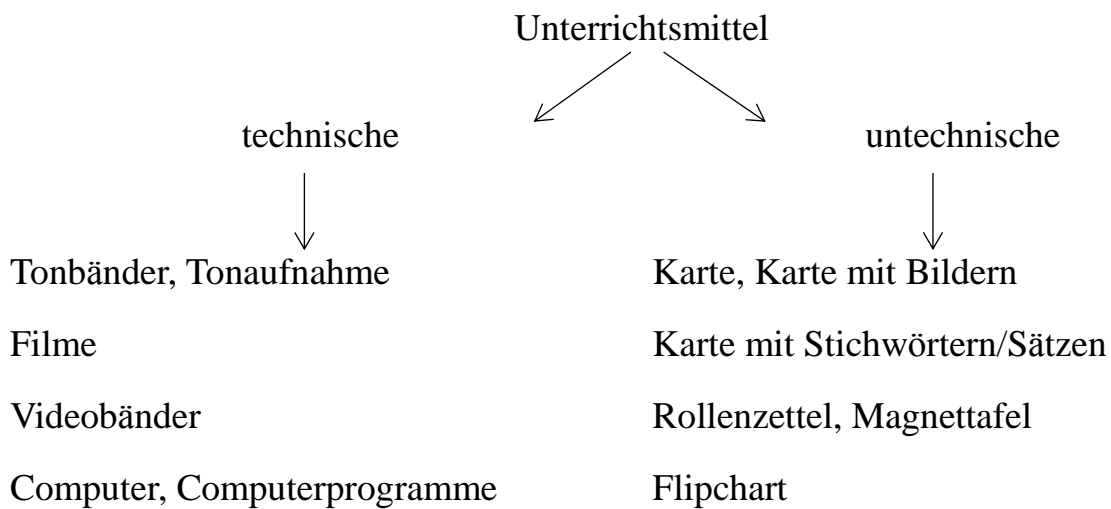 Unterrichtsmittel
technische
untechnische
Tonbänder, Tonaufnahme
Karte, Karte mit Bildern
Filme
Karte mit Stichwörtern/Sätzen
Videobänder
Rollenzettel, Magnettafel
Computer, Computerprogramme
Flipchart